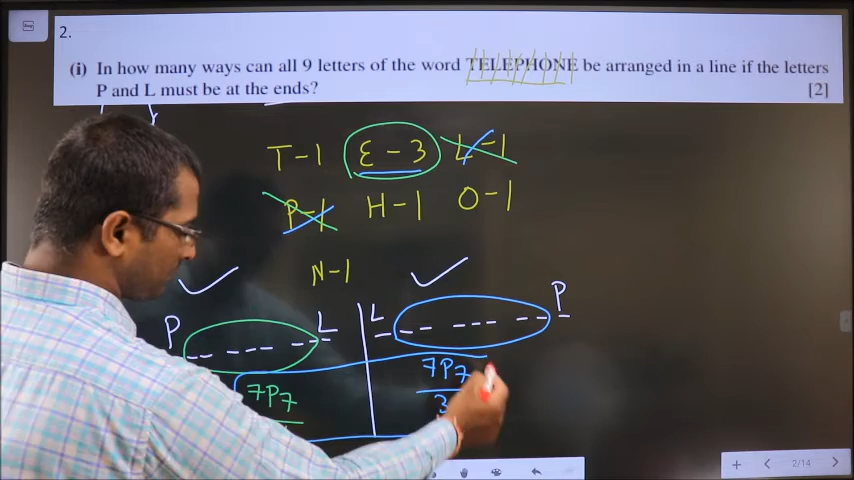 2.
(i) In how many ways can all 9 letters of the word TELEPHONE be arranged in a line if the letters
P and L must be at the ends?
[2]
T-1 E-3 L-1
P-1 H-1 O-1
N-1
P L L P
7P7 7P7
3
2/14